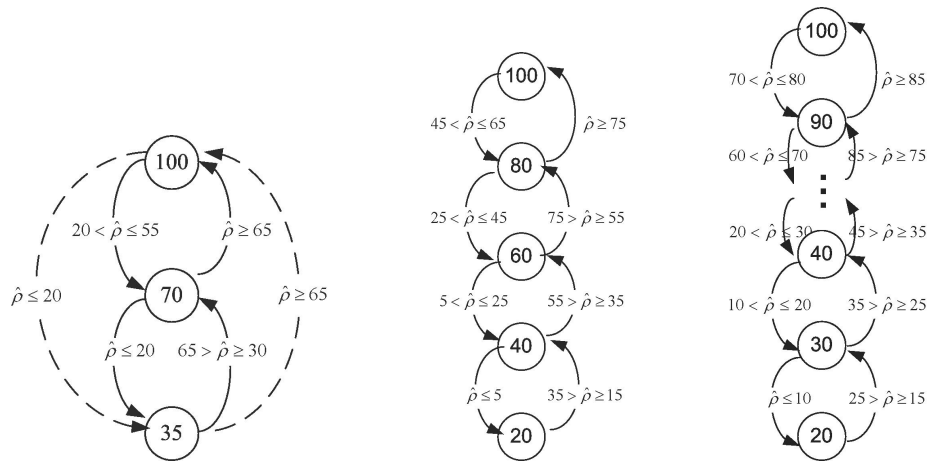 100
20 < ρ̂ ≤ 55
ρ̂ ≥ 65
70
ρ̂ ≤ 20
ρ̂ ≥ 65
ρ̂ ≤ 20
65 > ρ̂ ≥ 30
35
100
45 < ρ̂ ≤ 65
ρ̂ ≥ 75
80
25 < ρ̂ ≤ 45
75 > ρ̂ ≥ 55
60
5 < ρ̂ ≤ 25
55 > ρ̂ ≥ 35
40
ρ̂ ≤ 5
35 > ρ̂ ≥ 15
20
100
70 < ρ̂ ≤ 80
ρ̂ ≥ 85
90
60 < ρ̂ ≤ 70
85 > ρ̂ ≥ 75
⋮
20 < ρ̂ ≤ 30
45 > ρ̂ ≥ 35
40
10 < ρ̂ ≤ 20
35 > ρ̂ ≥ 25
30
ρ̂ ≤ 10
25 > ρ̂ ≥ 15
20